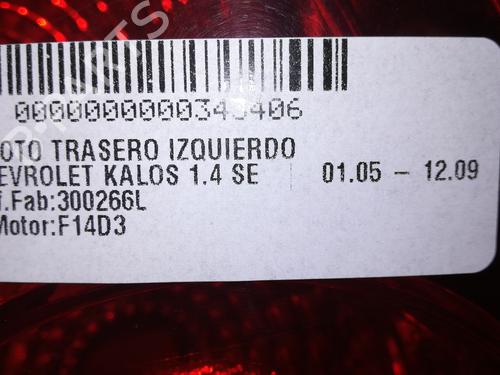 0000000000343406
OTO TRASERO IZQUIERDO
EVROLET KALOS 1.4 SE 01.05 - 12.09
f.Fab:300266L
Motor:F14D3